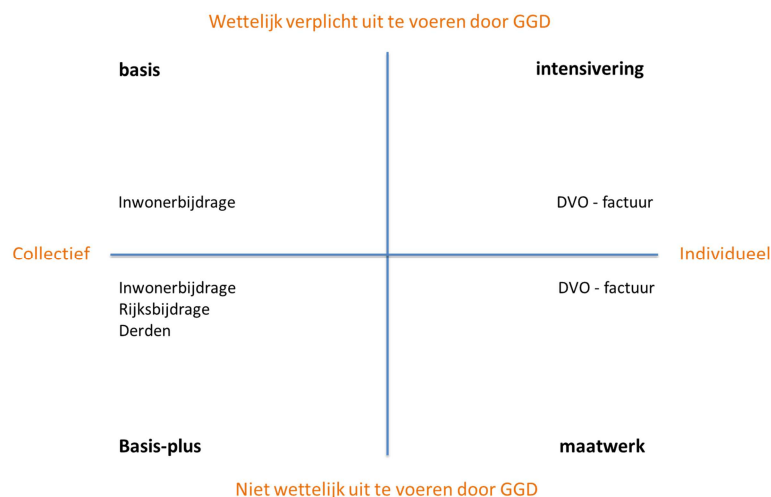 Wettelijk verplicht uit te voeren door GGD
basis
intensivering
Inwonerbijdrage
DVO - factuur
Collectief
Individueel
Inwonerbijdrage
DVO - factuur
Rijksbijdrage
Derden
Basis-plus
maatwerk
Niet wettelijk uit te voeren door GGD